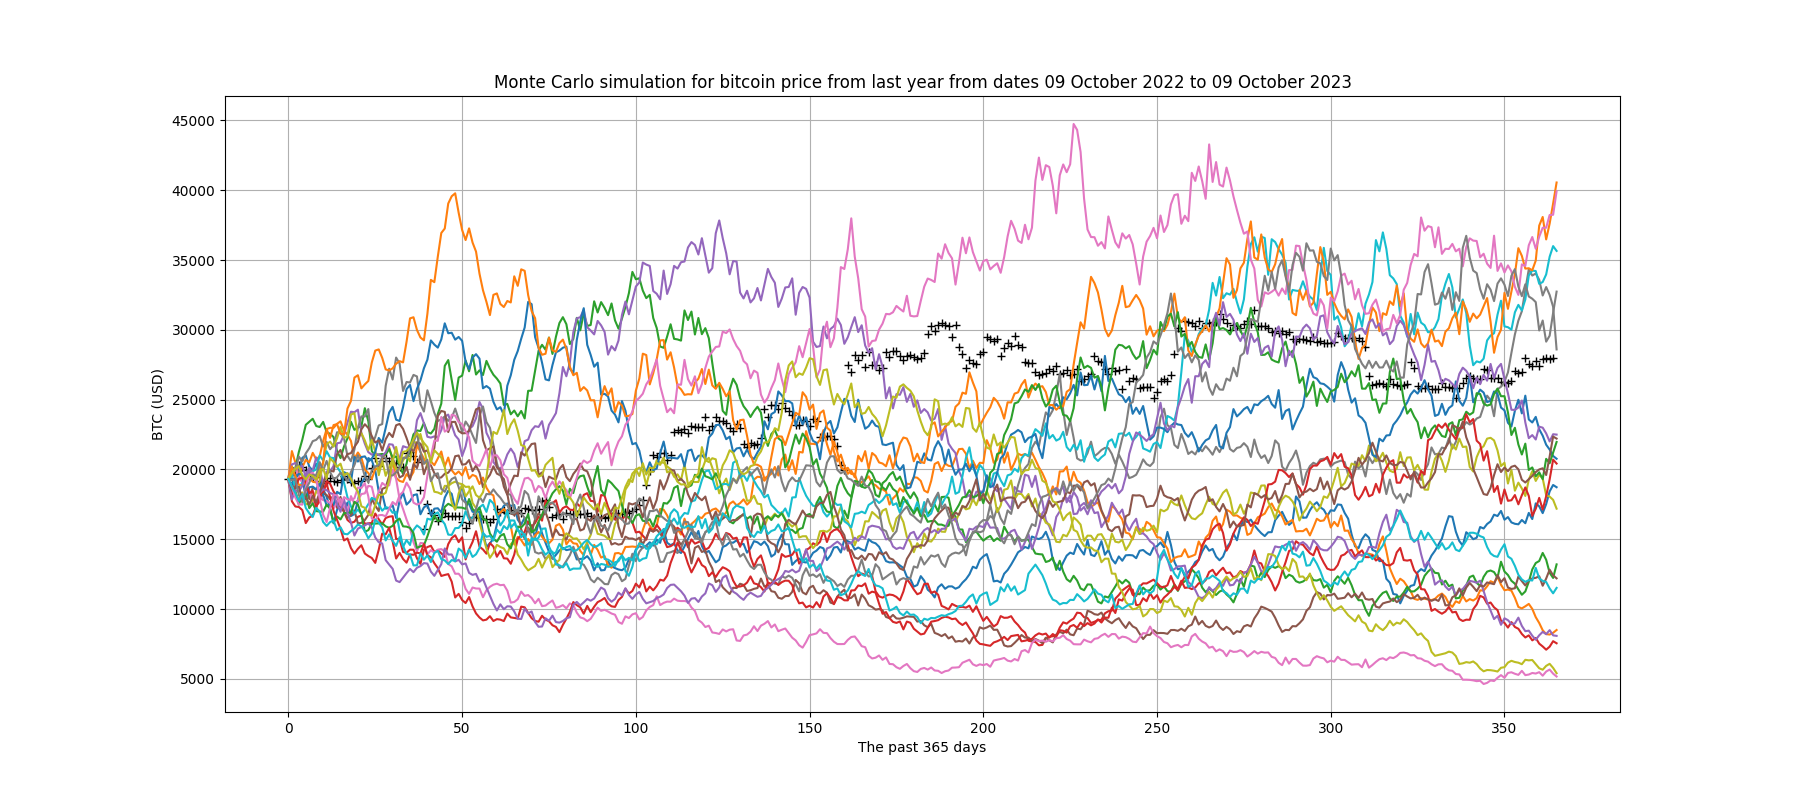 Monte Carlo simulation for bitcoin price from last year from dates 09 October 2022 to 09 October 2023
45000
40000
35000
30000
25000
20000
15000
10000
5000
BTC (USD)
0 50 100 150 200 250 300 350
The past 365 days